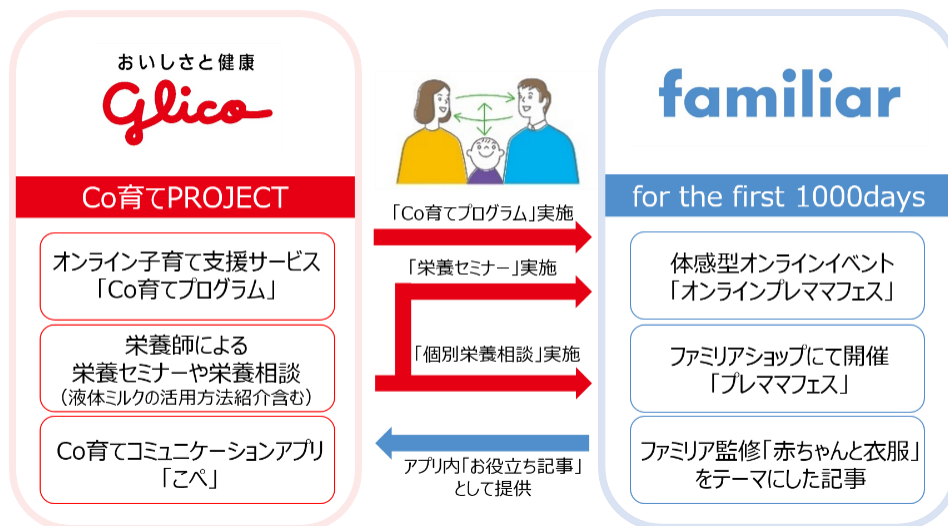 おいしさと健康
Glico
Co育てPROJECT
オンライン子育て支援サービス
「Co育てプログラム」
栄養師による
栄養セミナーや栄養相談
(液体ミルクの活用方法紹介含む)
Co育てコミュニケーションアプリ
「こぺ」
「Co育てプログラム」実施
「栄養セミナー」実施
「個別栄養相談」実施
アプリ内「お役立ち記事」
として提供
familiar
for the first 1000days
体感型オンラインイベント
「オンラインプレママフェス」
ファミリアショップにて開催
「プレママフェス」
ファミリア監修「赤ちゃんと衣服」
をテーマにした記事